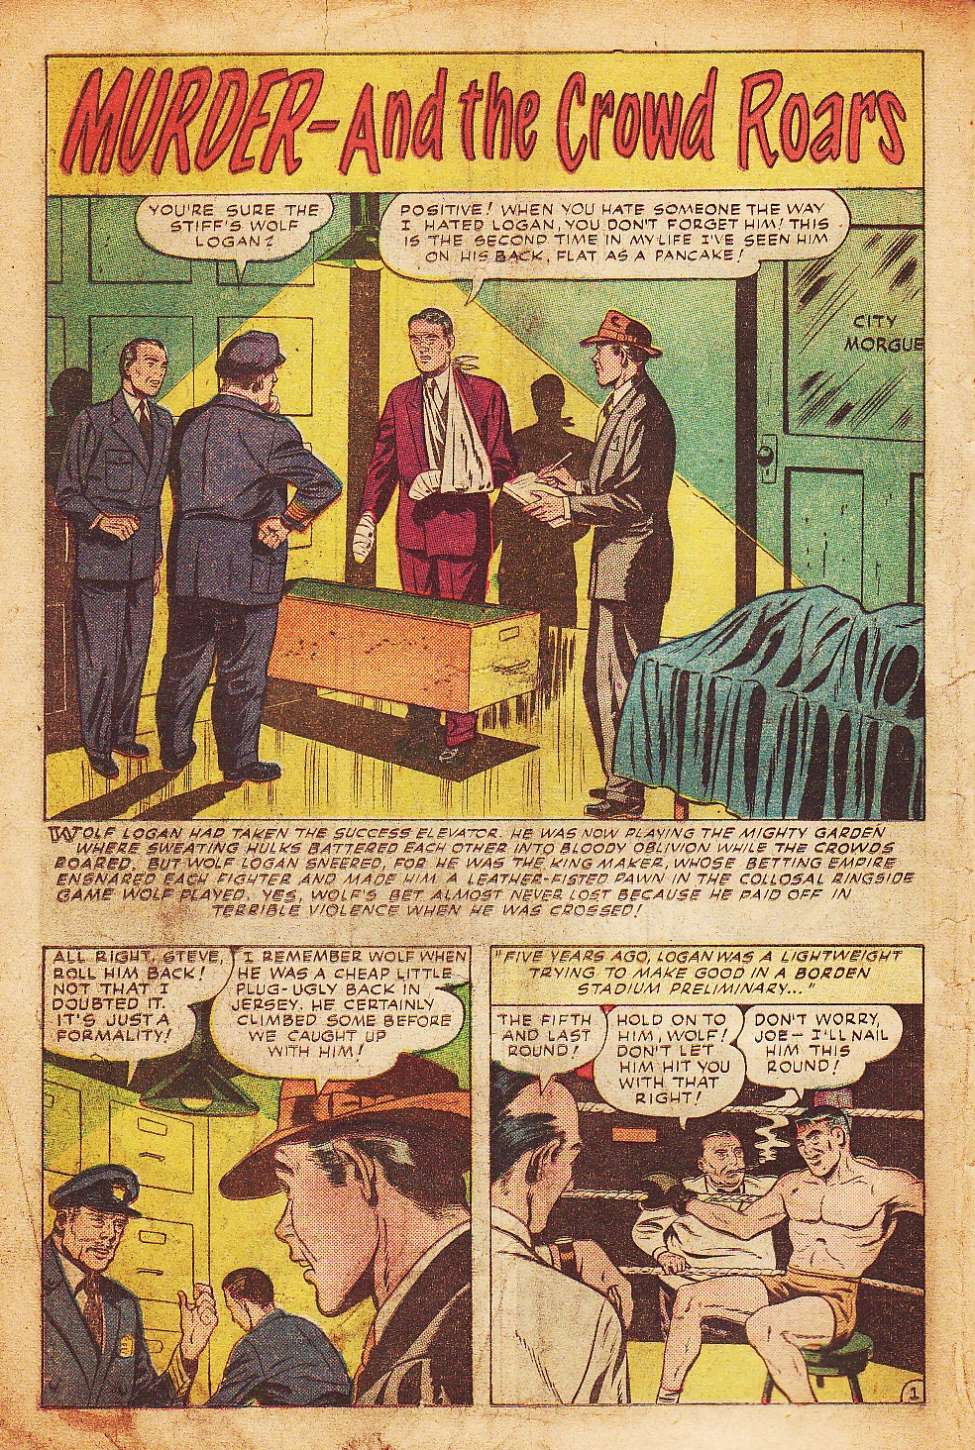 MURDER-And the Crowd Roars
YOU'RE SURE THE
STIFF'S WOLF
LOGAN?
POSITIVE! WHEN YOU HATE SOMEONE THE WAY
I HATED LOGAN, YOU DON'T FORGET HIM! THIS
IS THE SECOND TIME IN MY LIFE I'VE SEEN HIM
ON HIS BACK, FLAT AS A PANCAKE!
CITY
MORGUE
WOLF LOGAN HAD TAKEN THE SUCCESS ELEVATOR. HE WAS NOW PLAYING THE MIGHTY GARDEN
WHERE SWEATING HULKS BATTERED EACH OTHER INTO BLOODY OBLIVION WHILE THE CROWDS
ROARED. BUT WOLF LOGAN SNEERED, FOR HE WAS THE KING MAKER, WHOSE BETTING EMPIRE
ENSNARED EACH FIGHTER AND MADE HIM A LEATHER-FISTED PAWN IN THE COLLOSAL RINGSIDE
GAME WOLF PLAYED. YES, WOLF'S BET ALMOST NEVER LOST BECAUSE HE PAID OFF IN
TERRIBLE VIOLENCE WHEN HE WAS CROSSED!
ALL RIGHT, STEVE,
ROLL HIM BACK!
NOT THAT I
DOUBTED IT.
IT'S JUST A
FORMALITY!
I REMEMBER WOLF WHEN
HE WAS A CHEAP LITTLE
PLUG-UGLY BACK IN
JERSEY. HE CERTAINLY
CLIMBED SOME BEFORE
WE CAUGHT UP
WITH HIM!
"FIVE YEARS AGO, LOGAN WAS A LIGHTWEIGHT
TRYING TO MAKE GOOD IN A BORDEN
STADIUM PRELIMINARY..."
THE FIFTH
AND LAST
ROUND!
HOLD ON TO
HIM, WOLF!
DON'T LET
HIM HIT YOU
WITH THAT
RIGHT!
DON'T WORRY,
JOE- I'LL NAIL
HIM THIS
ROUND!
1